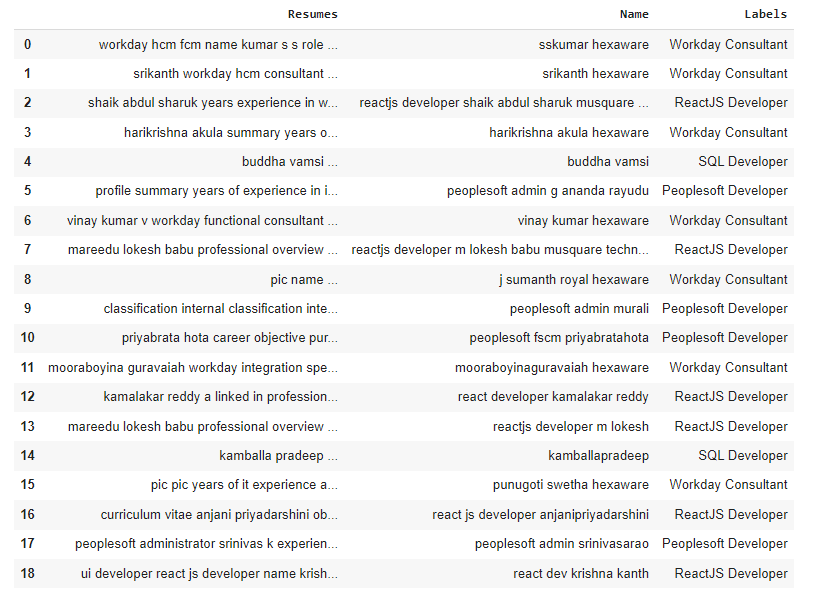 Resumes Name Labels
0 workday hcm fcm name kumar s s role ... sskumar hexaware Workday Consultant
1 srikanth workday hcm consultant ... srikanth hexaware Workday Consultant
2 shaik abdul sharuk years experience in w... reactjs developer shaik abdul sharuk musquare ... ReactJS Developer
3 harikrishna akula summary years o... harikrishna akula hexaware Workday Consultant
4 buddha vamsi ... buddha vamsi SQL Developer
5 profile summary years of experience in i... peoplesoft admin g ananda rayudu Peoplesoft Developer
6 vinay kumar v workday functional consultant ... vinay kumar hexaware Workday Consultant
7 mareedu lokesh babu professional overview ... reactjs developer m lokesh babu musquare techn... ReactJS Developer
8 pic name ... j sumanth royal hexaware Workday Consultant
9 classification internal classification inte... peoplesoft admin murali Peoplesoft Developer
10 priyabrata hota career objective pur... peoplesoft fscm priyabratahota Peoplesoft Developer
11 mooraboyina guravaiah workday integration spe... mooraboyinaguravaiah hexaware Workday Consultant
12 kamalakar reddy a linked in profession... react developer kamalakar reddy ReactJS Developer
13 mareedu lokesh babu professional overview ... reactjs developer m lokesh ReactJS Developer
14 kamballa pradeep ... kamballapradeep SQL Developer
15 pic pic years of it experience a... punugoti swetha hexaware Workday Consultant
16 curriculum vitae anjani priyadarshini ob... react js developer anjanipriyadarshini ReactJS Developer
17 peoplesoft administrator srinivas k experien... peoplesoft admin srinivasarao Peoplesoft Developer
18 ui developer react js developer name krish... react dev krishna kanth ReactJS Developer